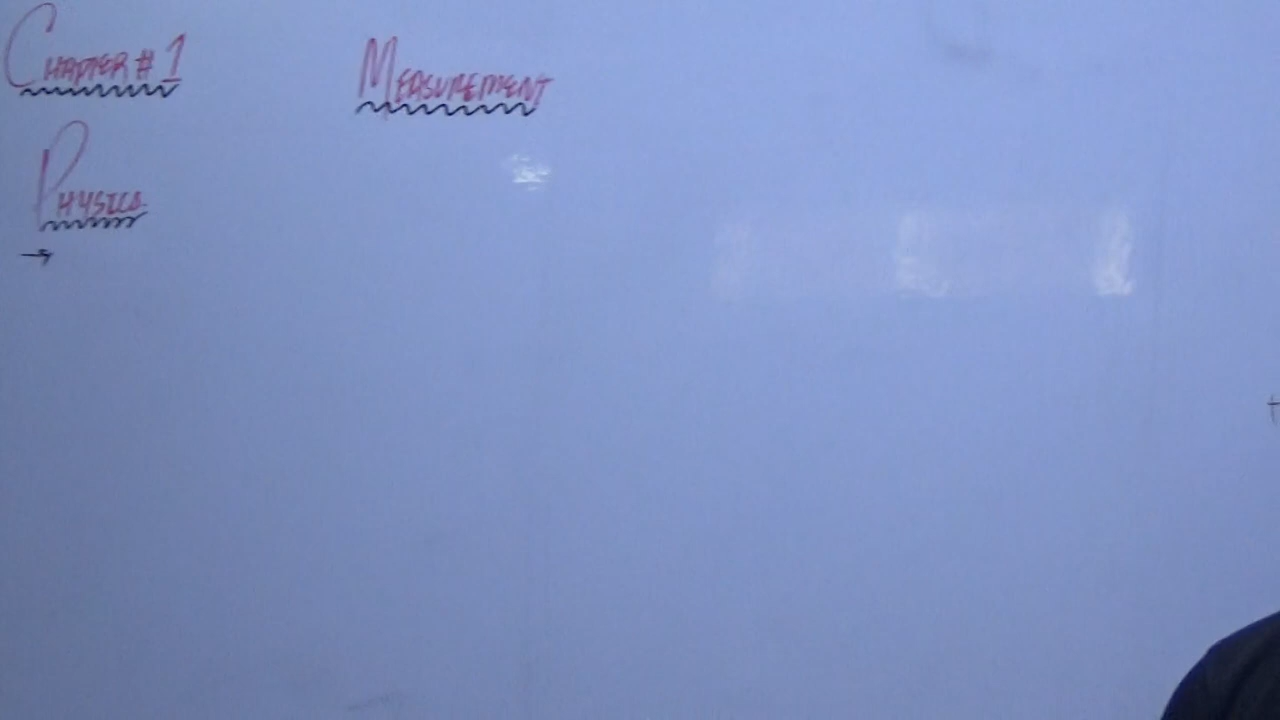 CHAPTER # 1
MEASUREMENT
PHYSICS
→